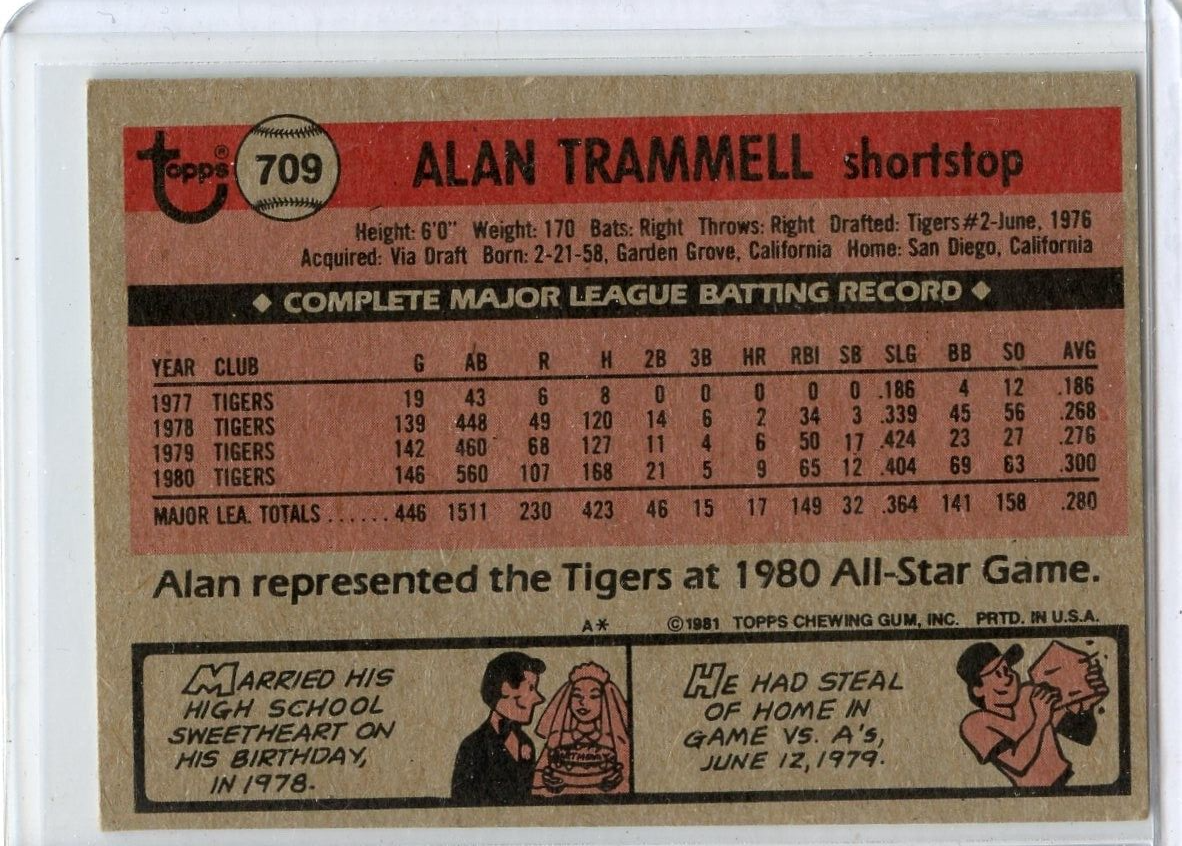 topps® 709 ALAN TRAMMELL shortstop
Height: 6'0" Weight: 170 Bats: Right Throws: Right Drafted: Tigers #2-June, 1976
Acquired: Via Draft Born: 2-21-58, Garden Grove, California Home: San Diego, California
◆ COMPLETE MAJOR LEAGUE BATTING RECORD ◆
YEAR CLUB G AB R H 2B 3B HR RBI SB SLG BB SO AVG
1977 TIGERS 19 43 6 8 0 0 0 0 0 .186 4 12 .186
1978 TIGERS 139 448 49 120 14 6 2 34 3 .339 45 56 .268
1979 TIGERS 142 460 68 127 11 4 6 50 17 .424 23 27 .276
1980 TIGERS 146 560 107 168 21 5 9 65 12 .404 69 63 .300
MAJOR LEA. TOTALS ...... 446 1511 230 423 46 15 17 149 32 .364 141 158 .280
Alan represented the Tigers at 1980 All-Star Game.
A* ©1981 TOPPS CHEWING GUM, INC. PRTD. IN U.S.A.
MARRIED HIS
HIGH SCHOOL
SWEETHEART ON
HIS BIRTHDAY,
IN 1978.
BIRTHDAY
HE HAD STEAL
OF HOME IN
GAME VS. A's,
JUNE 12, 1979.